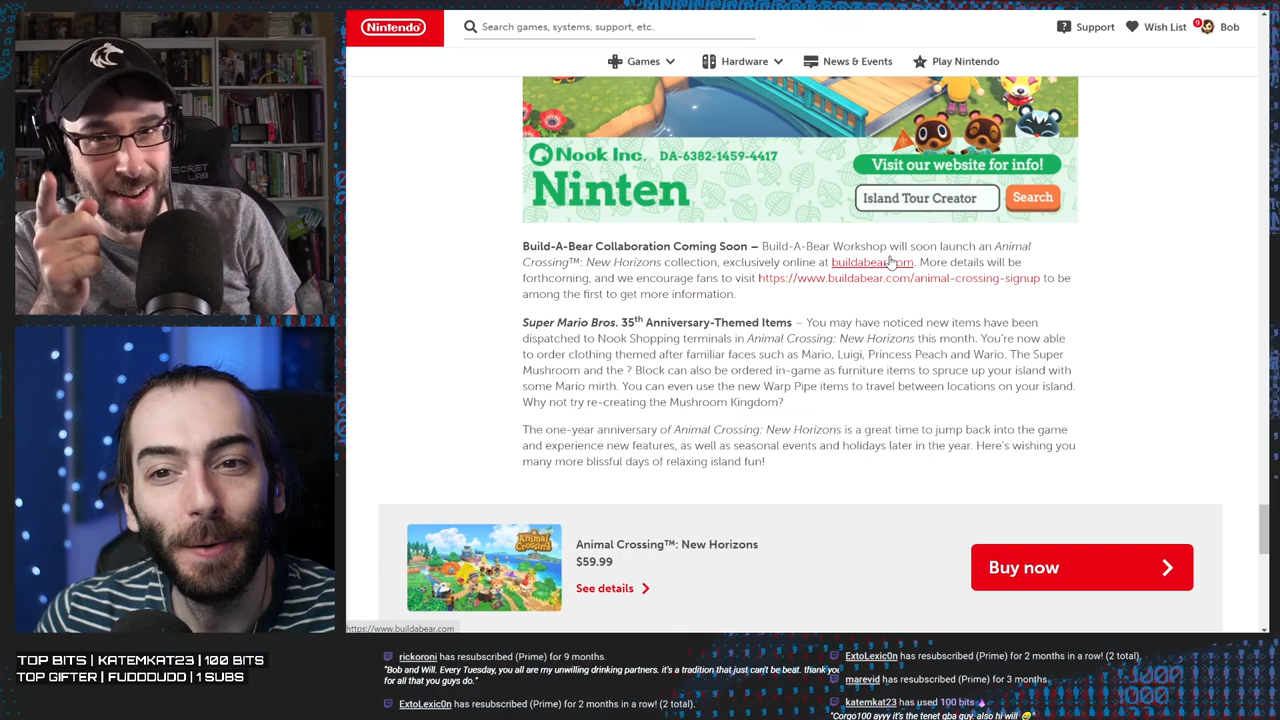 Nintendo
Search games, systems, support, etc.
Support
Wish List
9
Bob
Games
Hardware
News & Events
Play Nintendo
SECRET LAB
Nook Inc. DA-6382-1459-4417
Ninten
Visit our website for info!
Island Tour Creator
Search
Build-A-Bear Collaboration Coming Soon – Build-A-Bear Workshop will soon launch an Animal
Crossing™: New Horizons collection, exclusively online at buildabear.com. More details will be
forthcoming, and we encourage fans to visit https://www.buildabear.com/animal-crossing-signup to be
among the first to get more information.
Super Mario Bros. 35th Anniversary-Themed Items – You may have noticed new items have been
dispatched to Nook Shopping terminals in Animal Crossing: New Horizons this month. You're now able
to order clothing themed after familiar faces such as Mario, Luigi, Princess Peach and Wario. The Super
Mushroom and the ? Block can also be ordered in-game as furniture items to spruce up your island with
some Mario mirth. You can even use the new Warp Pipe items to travel between locations on your island.
Why not try re-creating the Mushroom Kingdom?
The one-year anniversary of Animal Crossing: New Horizons is a great time to jump back into the game
and experience new features, as well as seasonal events and holidays later in the year. Here's wishing you
many more blissful days of relaxing island fun!
ANIMAL CROSSING
Animal Crossing™: New Horizons
$59.99
See details
Buy now
https://www.buildabear.com
TOP BITS | KATEMKAT23 | 100 BITS
TOP GIFTER | FUDDOUDD | 1 SUBS
rickoroni has resubscribed (Prime) for 9 months.
"Bob and Will. Every Tuesday, you all are my unwilling drinking partners. it's a tradition that just can't be beat. thank you
for all that you guys do."
ExtoLexic0n has resubscribed (Prime) for 2 months in a row! (2 total).
ExtoLexic0n has resubscribed (Prime) for 2 months in a row! (2 total).
marevid has resubscribed (Prime) for 3 months.
katemkat23 has used 100 bits
"Corgo100 ayyy it's the tenet gba guy. also hi will